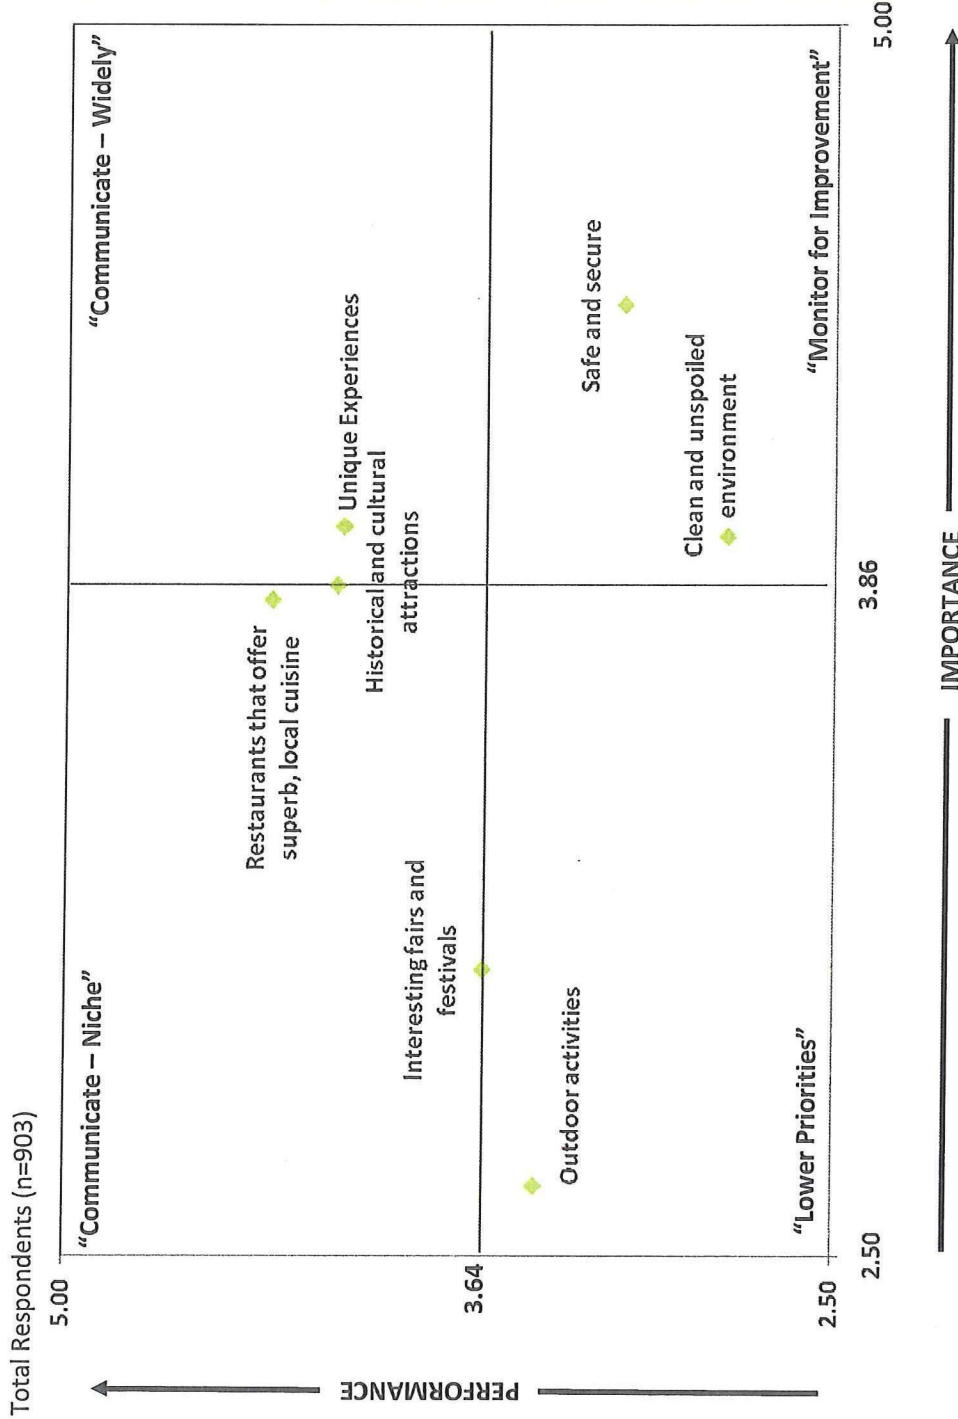 Total Respondents (n=903)
5.00
"Communicate – Niche"
"Communicate – Widely"
Restaurants that offer
superb, local cuisine
Unique Experiences
Historical and cultural
attractions
Interesting fairs and
festivals
3.64
PERFORMANCE
Outdoor activities
Safe and secure
Clean and unspoiled
environment
"Lower Priorities"
"Monitor for Improvement"
2.50
2.50
3.86
5.00
IMPORTANCE